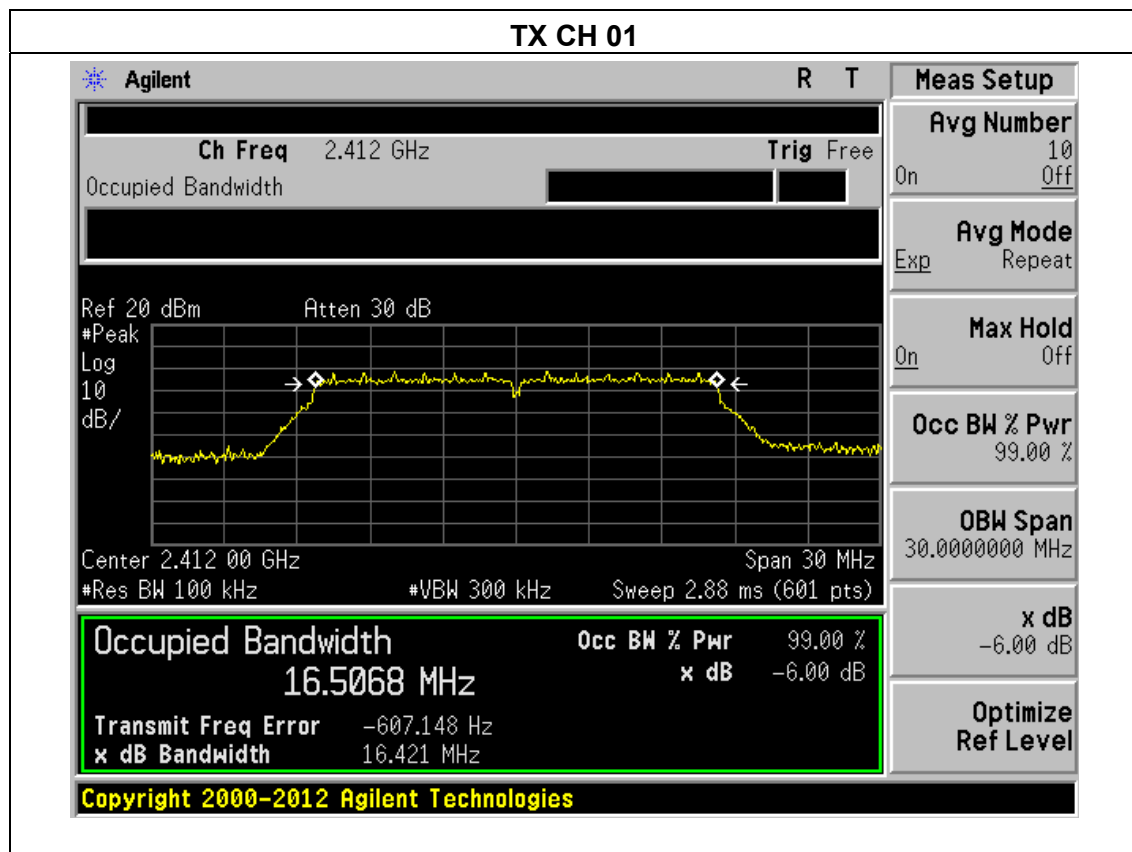 TX CH 01
Agilent R T
Ch Freq 2.412 GHz Trig Free
Occupied Bandwidth
Ref 20 dBm Atten 30 dB
#Peak
Log
10
dB/
Center 2.412 00 GHz Span 30 MHz
#Res BW 100 kHz #VBW 300 kHz Sweep 2.88 ms (601 pts)
Occupied Bandwidth Occ BW % Pwr 99.00 %
16.5068 MHz x dB -6.00 dB
Transmit Freq Error -607.148 Hz
x dB Bandwidth 16.421 MHz
Copyright 2000-2012 Agilent Technologies
Meas Setup
Avg Number
10
On Off
Avg Mode
Exp Repeat
Max Hold
On Off
Occ BW % Pwr
99.00 %
OBW Span
30.0000000 MHz
x dB
-6.00 dB
Optimize
Ref Level